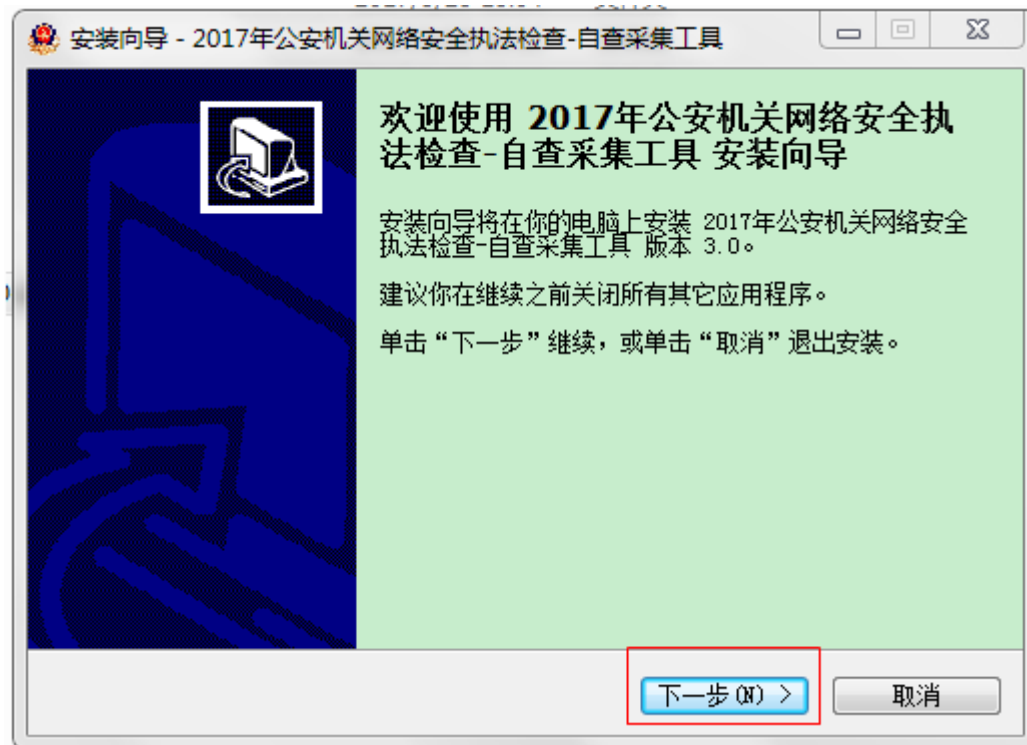 安装向导 - 2017年公安机关网络安全执法检查-自查采集工具
欢迎使用 2017年公安机关网络安全执
法检查-自查采集工具 安装向导
安装向导将在你的电脑上安装 2017年公安机关网络安全
执法检查-自查采集工具 版本 3.0。
建议你在继续之前关闭所有其它应用程序。
单击“下一步”继续，或单击“取消”退出安装。
下一步(N) >
取消